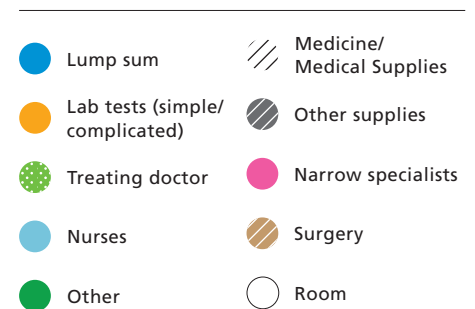 Lump sum
Lab tests (simple/
complicated)
Treating doctor
Nurses
Other
Medicine/
Medical Supplies
Other supplies
Narrow specialists
Surgery
Room